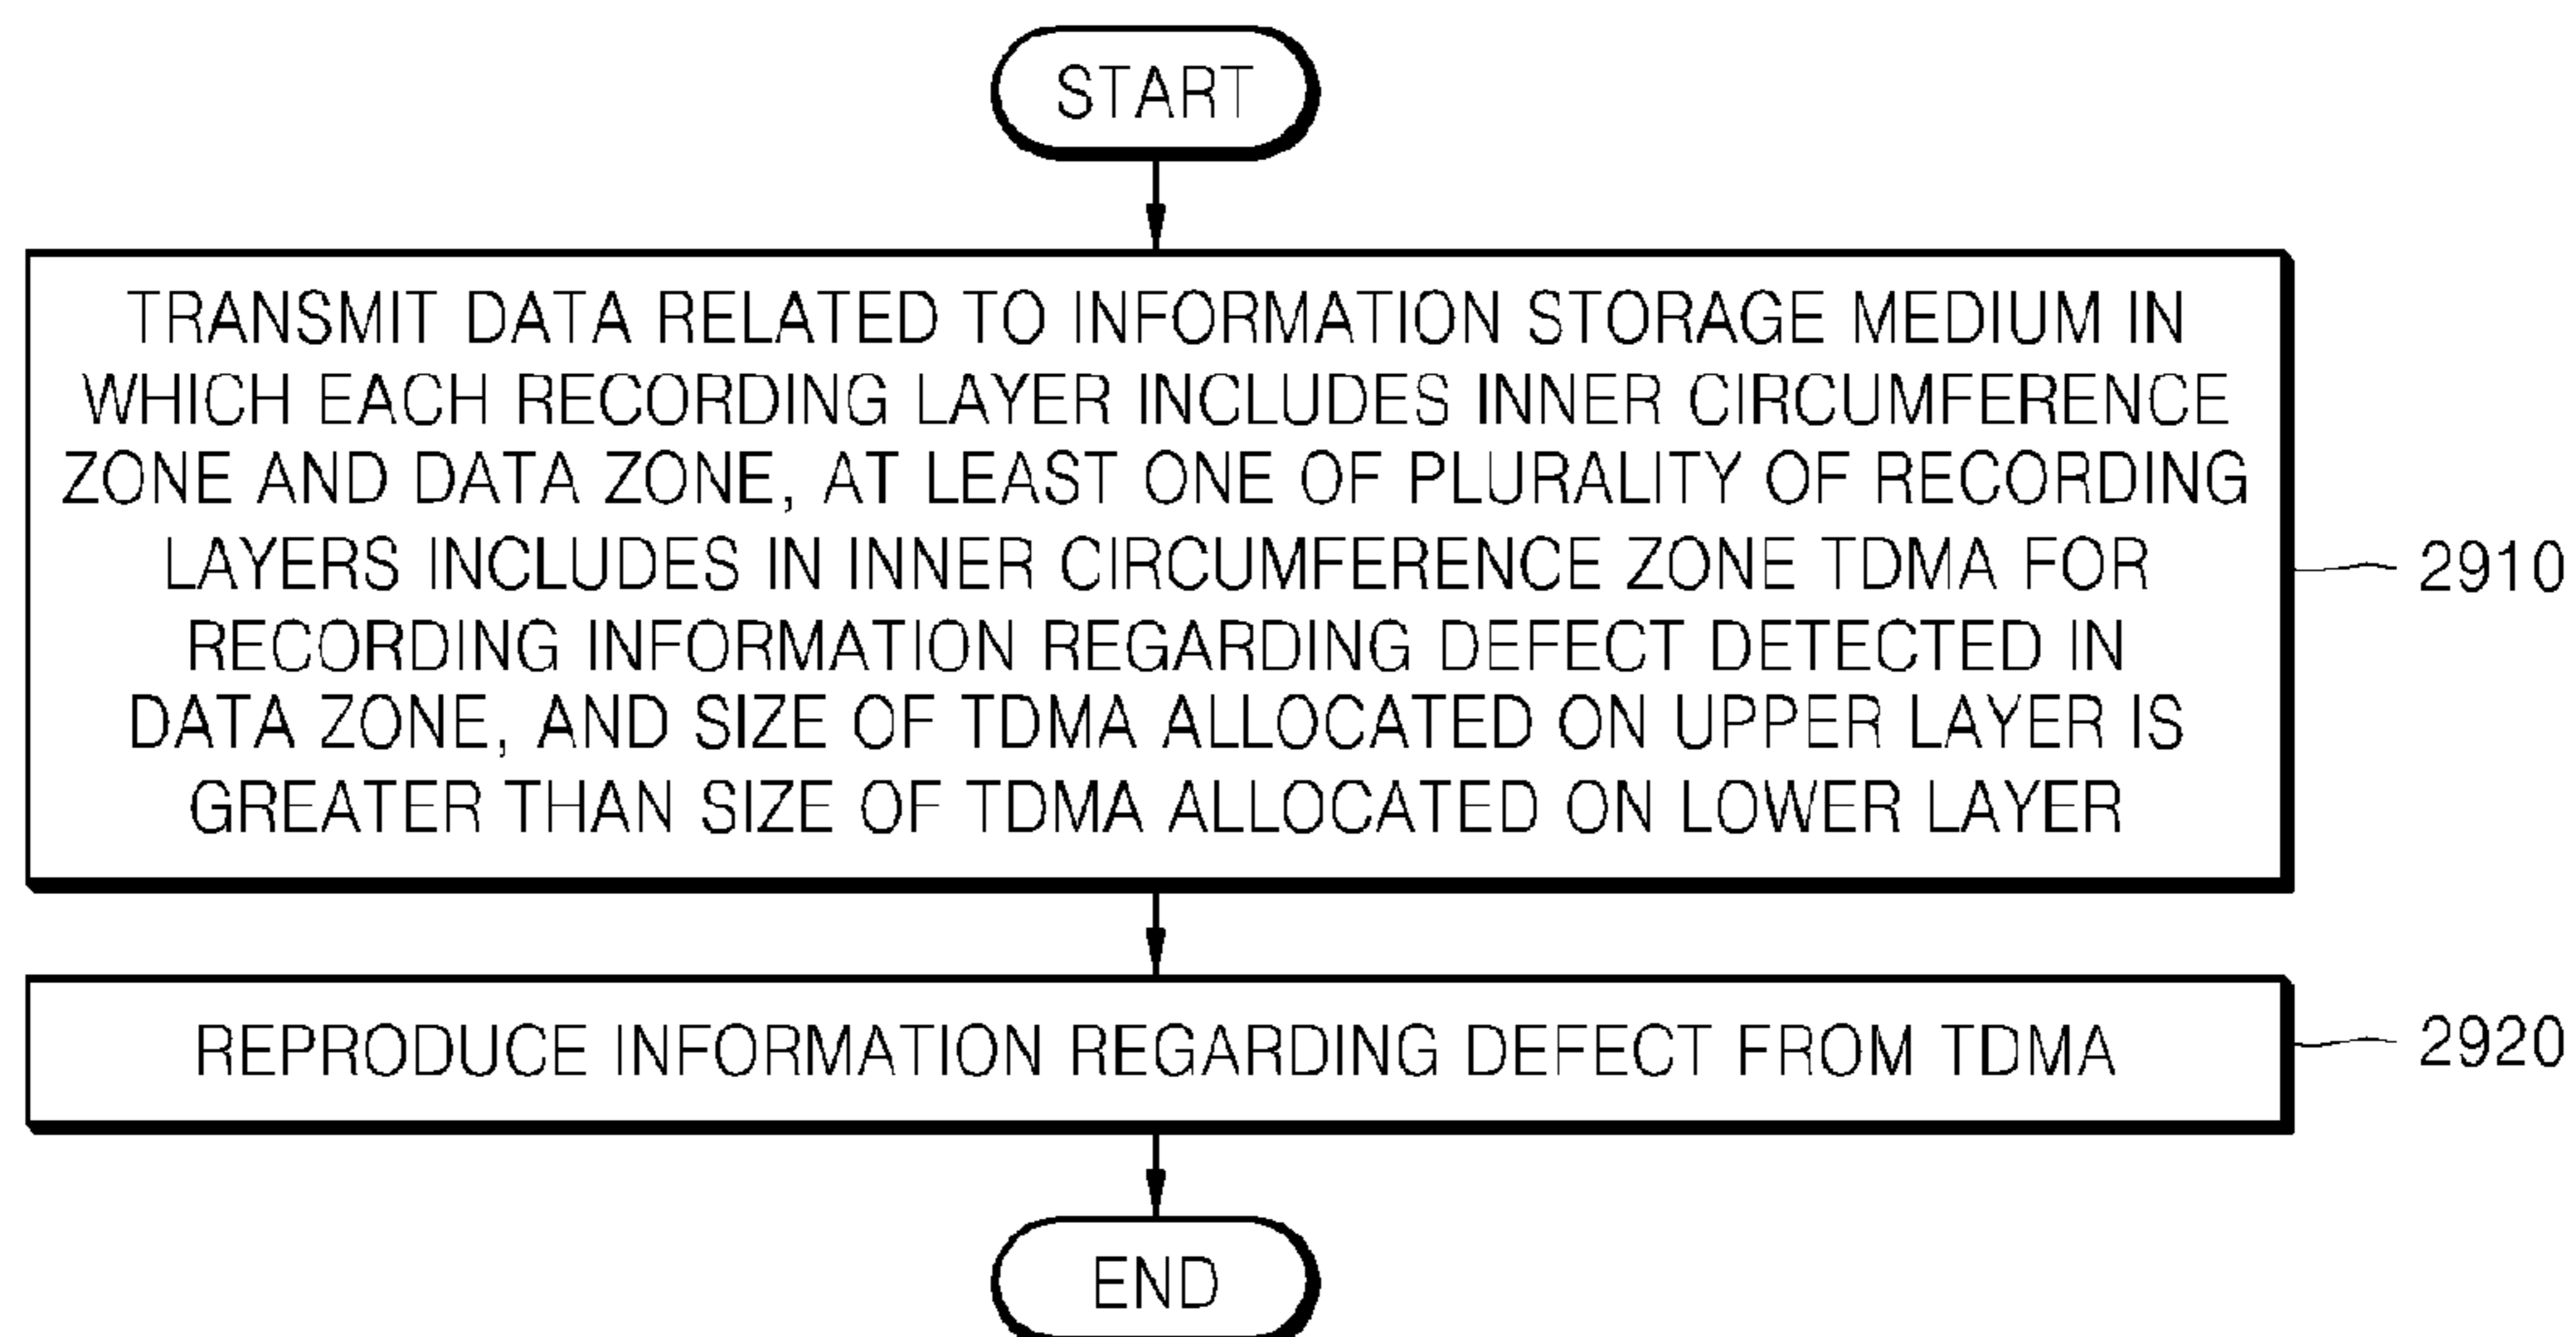 START
TRANSMIT DATA RELATED TO INFORMATION STORAGE MEDIUM IN
WHICH EACH RECORDING LAYER INCLUDES INNER CIRCUMFERENCE
ZONE AND DATA ZONE, AT LEAST ONE OF PLURALITY OF RECORDING
LAYERS INCLUDES IN INNER CIRCUMFERENCE ZONE TDMA FOR
RECORDING INFORMATION REGARDING DEFECT DETECTED IN
DATA ZONE, AND SIZE OF TDMA ALLOCATED ON UPPER LAYER IS
GREATER THAN SIZE OF TDMA ALLOCATED ON LOWER LAYER
2910
REPRODUCE INFORMATION REGARDING DEFECT FROM TDMA
2920
END